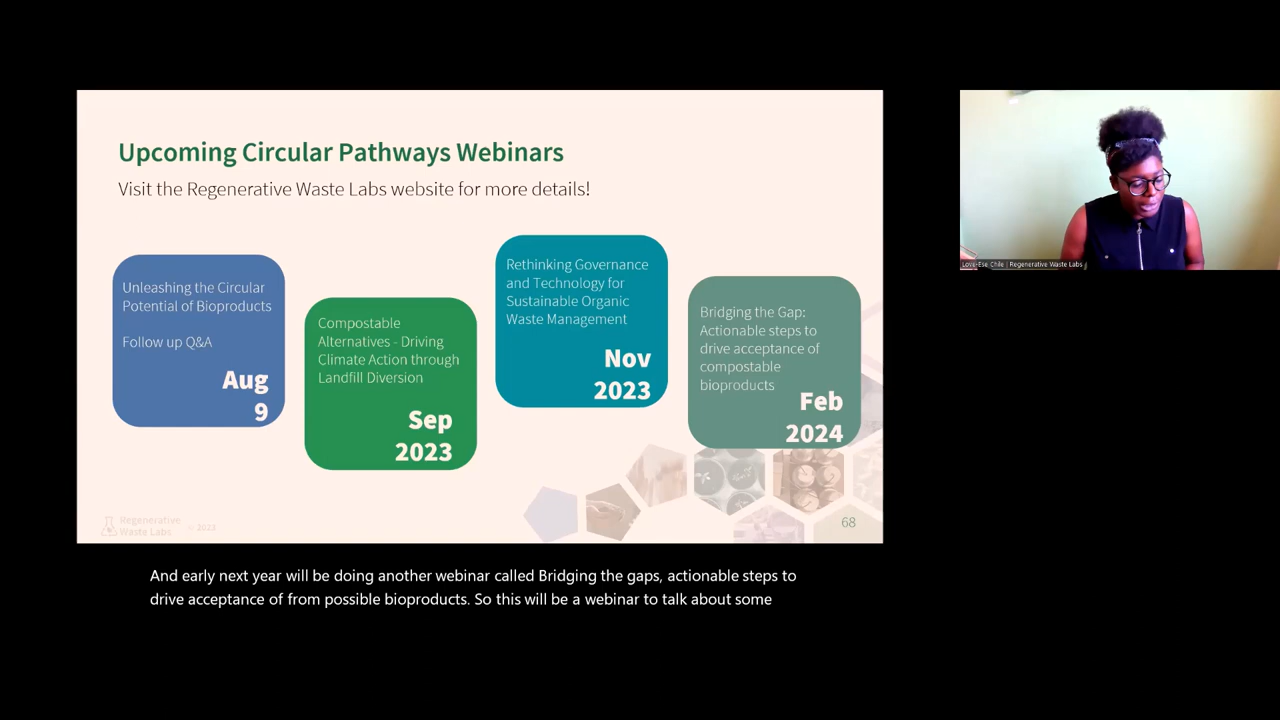 Upcoming Circular Pathways Webinars
Visit the Regenerative Waste Labs website for more details!
Unleashing the Circular
Potential of Bioproducts
Follow up Q&A
Aug
9
Compostable
Alternatives - Driving
Climate Action through
Landfill Diversion
Sep
2023
Rethinking Governance
and Technology for
Sustainable Organic
Waste Management
Nov
2023
Bridging the Gap:
Actionable steps to
drive acceptance of
compostable
bioproducts
Feb
2024
Regenerative
Waste Labs
© 2023
68
Love-Ese Chile | Regenerative Waste Labs
And early next year will be doing another webinar called Bridging the gaps, actionable steps to
drive acceptance of from possible bioproducts. So this will be a webinar to talk about some